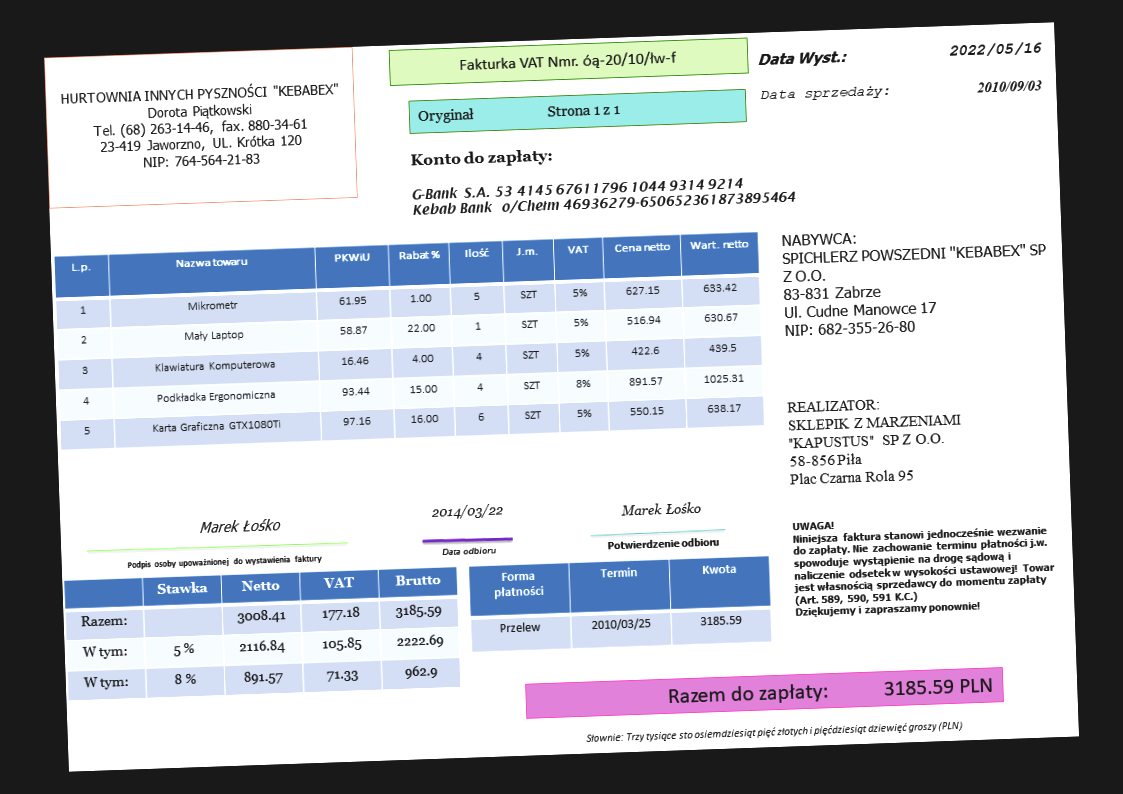 HURTOWNIA INNYCH PYSZNOŚCI "KEBABEX"
Dorota Piątkowski
Tel. (68) 263-14-46, fax. 880-34-61
23-419 Jaworzno, UL. Krótka 120
NIP: 764-564-21-83
Fakturka VAT Nmr. óą-20/10/łw-f
Oryginał Strona 1 z 1
Data Wyst.: 2022/05/16
Data sprzedaży: 2010/09/03
Konto do zapłaty:
G-Bank S.A. 53 4145 67611796 1044 9314 9214
Kebab Bank o/Chełm 46936279-650652361873895464
L.p. Nazwa towaru PKWiU Rabat % Ilość J.m. VAT Cena netto Wart. netto
1 Mikrometr 61.95 1.00 5 SZT 5% 627.15 633.42
2 Mały Laptop 58.87 22.00 1 SZT 5% 516.94 630.67
3 Klawiatura Komputerowa 16.46 4.00 4 SZT 5% 422.6 439.5
4 Podkładka Ergonomiczna 93.44 15.00 4 SZT 8% 891.57 1025.31
5 Karta Graficzna GTX1080Ti 97.16 16.00 6 SZT 5% 550.15 638.17
NABYWCA:
SPICHLERZ POWSZEDNI "KEBABEX" SP
Z O.O.
83-831 Zabrze
Ul. Cudne Manowce 17
NIP: 682-355-26-80
REALIZATOR:
SKLEPIK Z MARZENIAMI
"KAPUSTUS" SP Z O.O.
58-856 Piła
Plac Czarna Rola 95
Marek Łośko
Podpis osoby upoważnionej do wystawienia faktury
2014/03/22
Data odbioru
Marek Łośko
Potwierdzenie odbioru
UWAGA!
Niniejsza faktura stanowi jednocześnie wezwanie
do zapłaty. Nie zachowanie terminu płatności j.w.
spowoduje wystąpienie na drogę sądową i
naliczenie odsetek w wysokości ustawowej! Towar
jest własnością sprzedawcy do momentu zapłaty
(Art. 589, 590, 591 K.C.)
Dziękujemy i zapraszamy ponownie!
Stawka Netto VAT Brutto
Razem: 3008.41 177.18 3185.59
W tym: 5 % 2116.84 105.85 2222.69
W tym: 8 % 891.57 71.33 962.9
Forma płatności Termin Kwota
Przelew 2010/03/25 3185.59
Razem do zapłaty: 3185.59 PLN
Słownie: Trzy tysiące sto osiemdziesiąt pięć złotych i pięćdziesiąt dziewięć groszy (PLN)